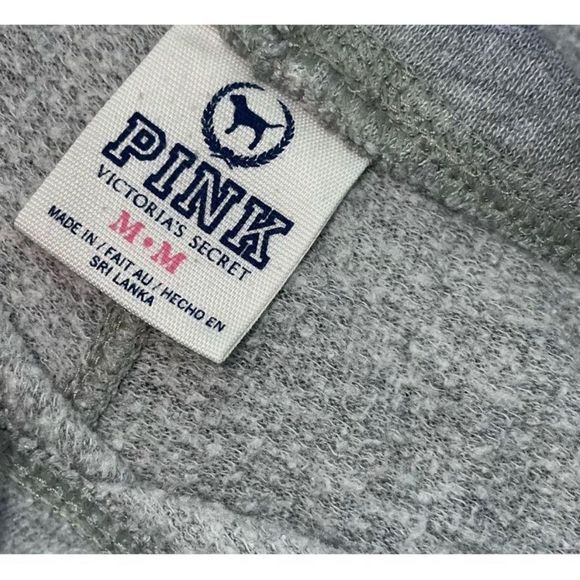 PINK
VICTORIA'S SECRET
M•M
MADE IN / FAIT AU / HECHO EN
SRI LANKA